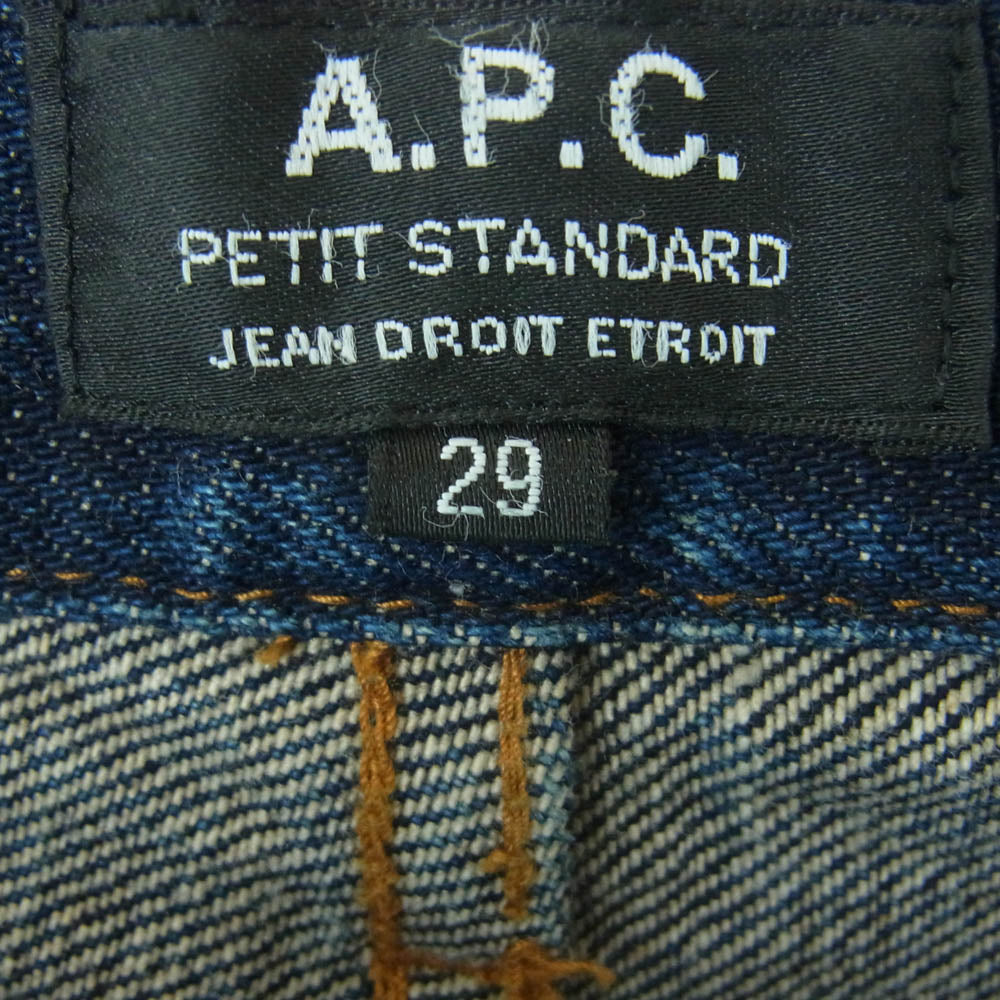 A.P.C.
PETIT STANDARD
JEAN DROIT ETROIT
29